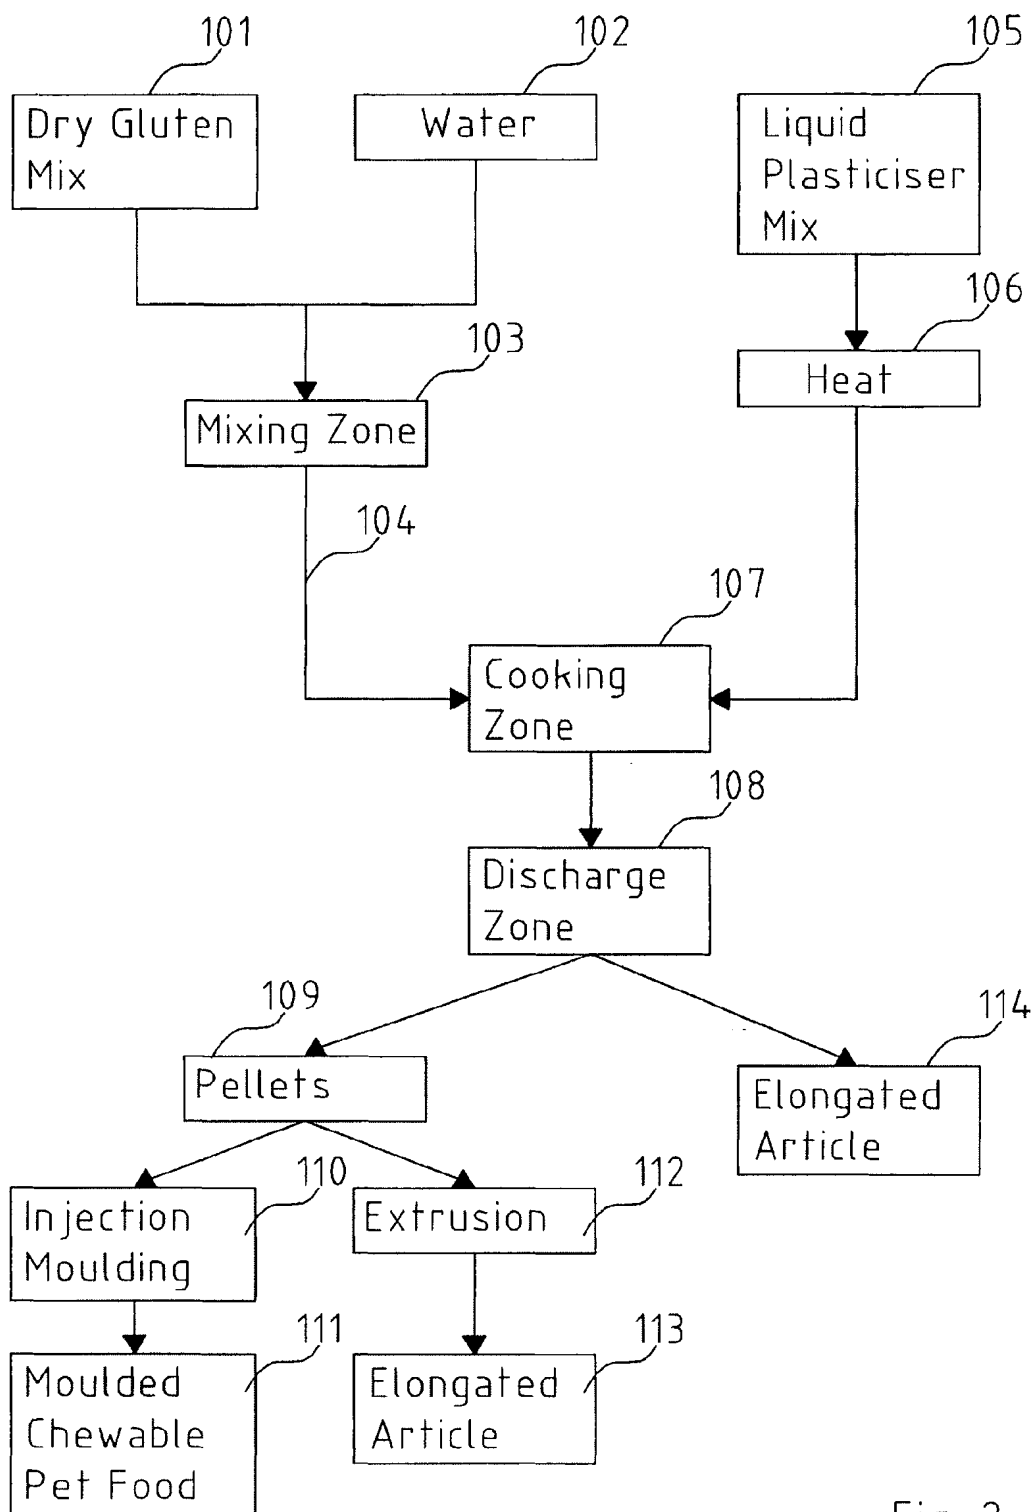 101
102
105
Dry Gluten
Mix
Water
Liquid
Plasticiser
Mix
106
103
Heat
Mixing Zone
104
107
Cooking
Zone
108
Discharge
Zone
109
114
Pellets
Elongated
Article
110
112
Injection
Moulding
Extrusion
111
113
Moulded
Chewable
Pet Food
Elongated
Article